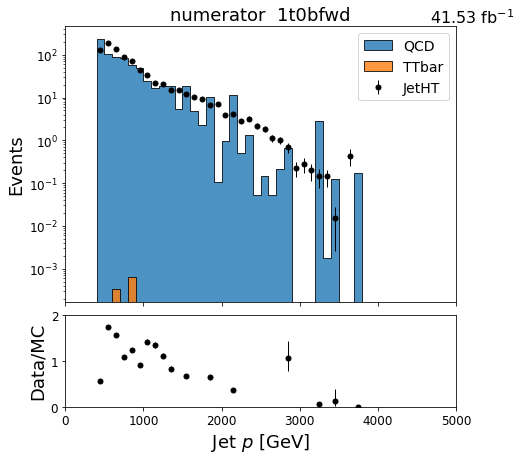 numerator 1t0bfwd
41.53 fb⁻¹
QCD
TTbar
JetHT
Events
10²
10¹
10⁰
10⁻¹
10⁻²
10⁻³
Data/MC
2
1
0
0 1000 2000 3000 4000 5000
Jet p [GeV]